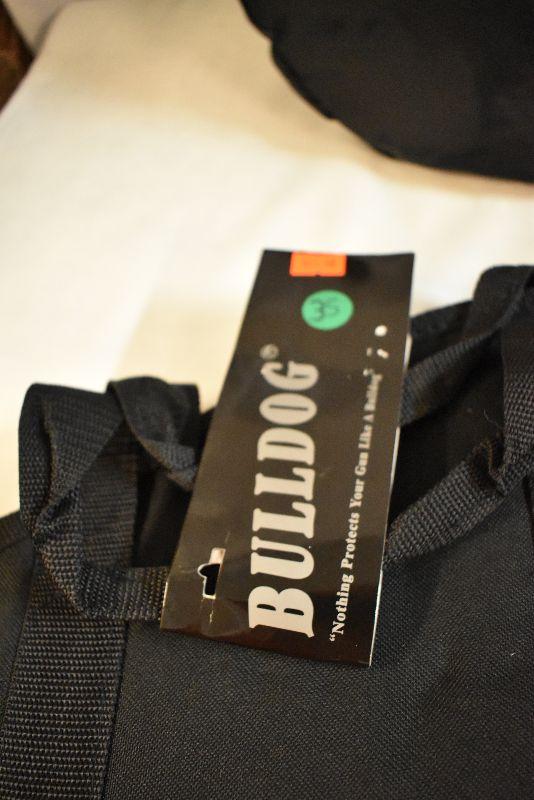 36
BULLDOG®
“Nothing Protects Your Gun Like A Bulldog”